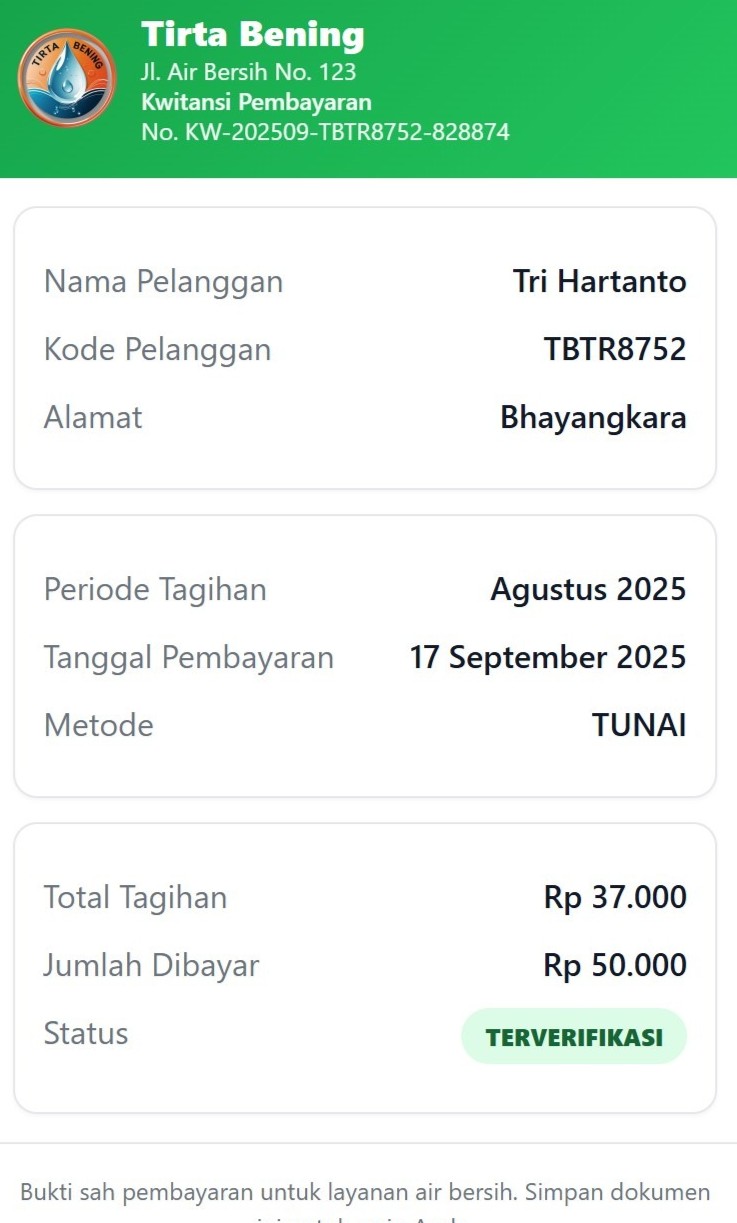 TIRTA BENING
Tirta Bening
Jl. Air Bersih No. 123
Kwitansi Pembayaran
No. KW-202509-TBTR8752-828874
Nama Pelanggan Tri Hartanto
Kode Pelanggan TBTR8752
Alamat Bhayangkara
Periode Tagihan Agustus 2025
Tanggal Pembayaran 17 September 2025
Metode TUNAI
Total Tagihan Rp 37.000
Jumlah Dibayar Rp 50.000
Status TERVERIFIKASI
Bukti sah pembayaran untuk layanan air bersih. Simpan dokumen